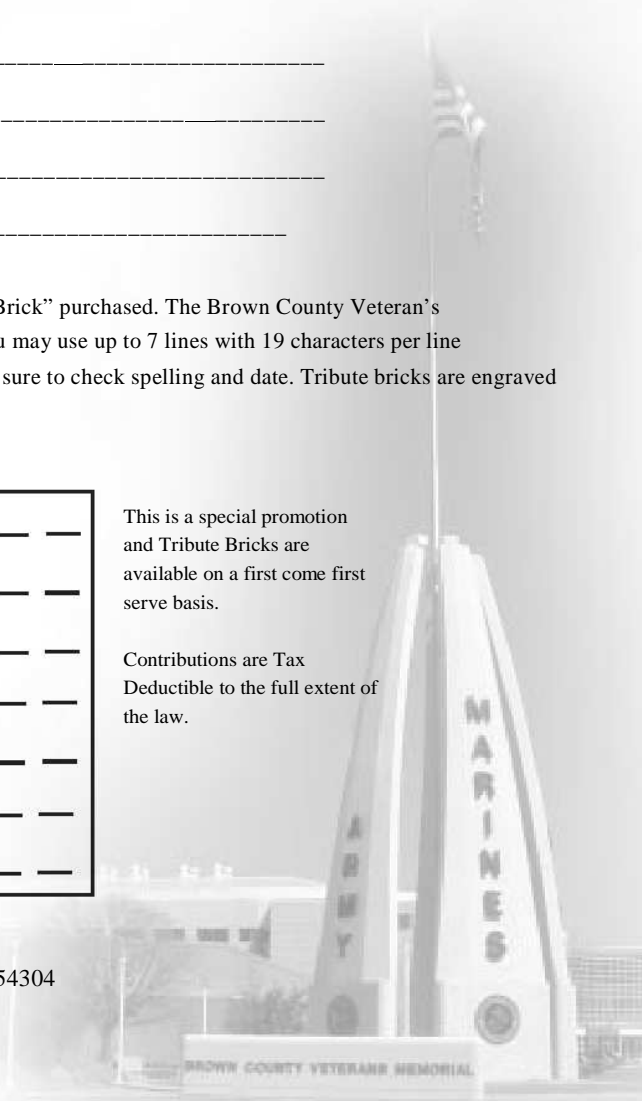 Brick” purchased. The Brown County Veteran’s
u may use up to 7 lines with 19 characters per line
sure to check spelling and date. Tribute bricks are engraved
This is a special promotion
and Tribute Bricks are
available on a first come first
serve basis.
Contributions are Tax
Deductible to the full extent of
the law.
MARINES
ARMY
54304
BROWN COUNTY VETERANS MEMORIAL